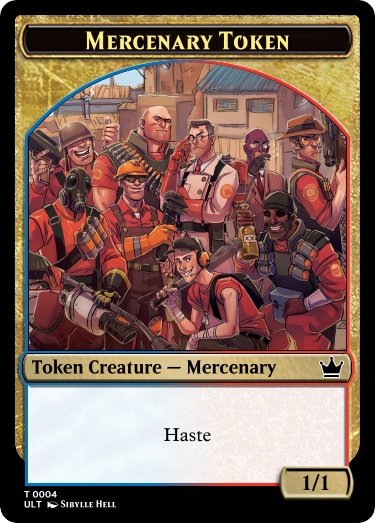 MERCENARY TOKEN
Token Creature — Mercenary
Haste
1/1
T 0004
ULT SIBYLLE HELL